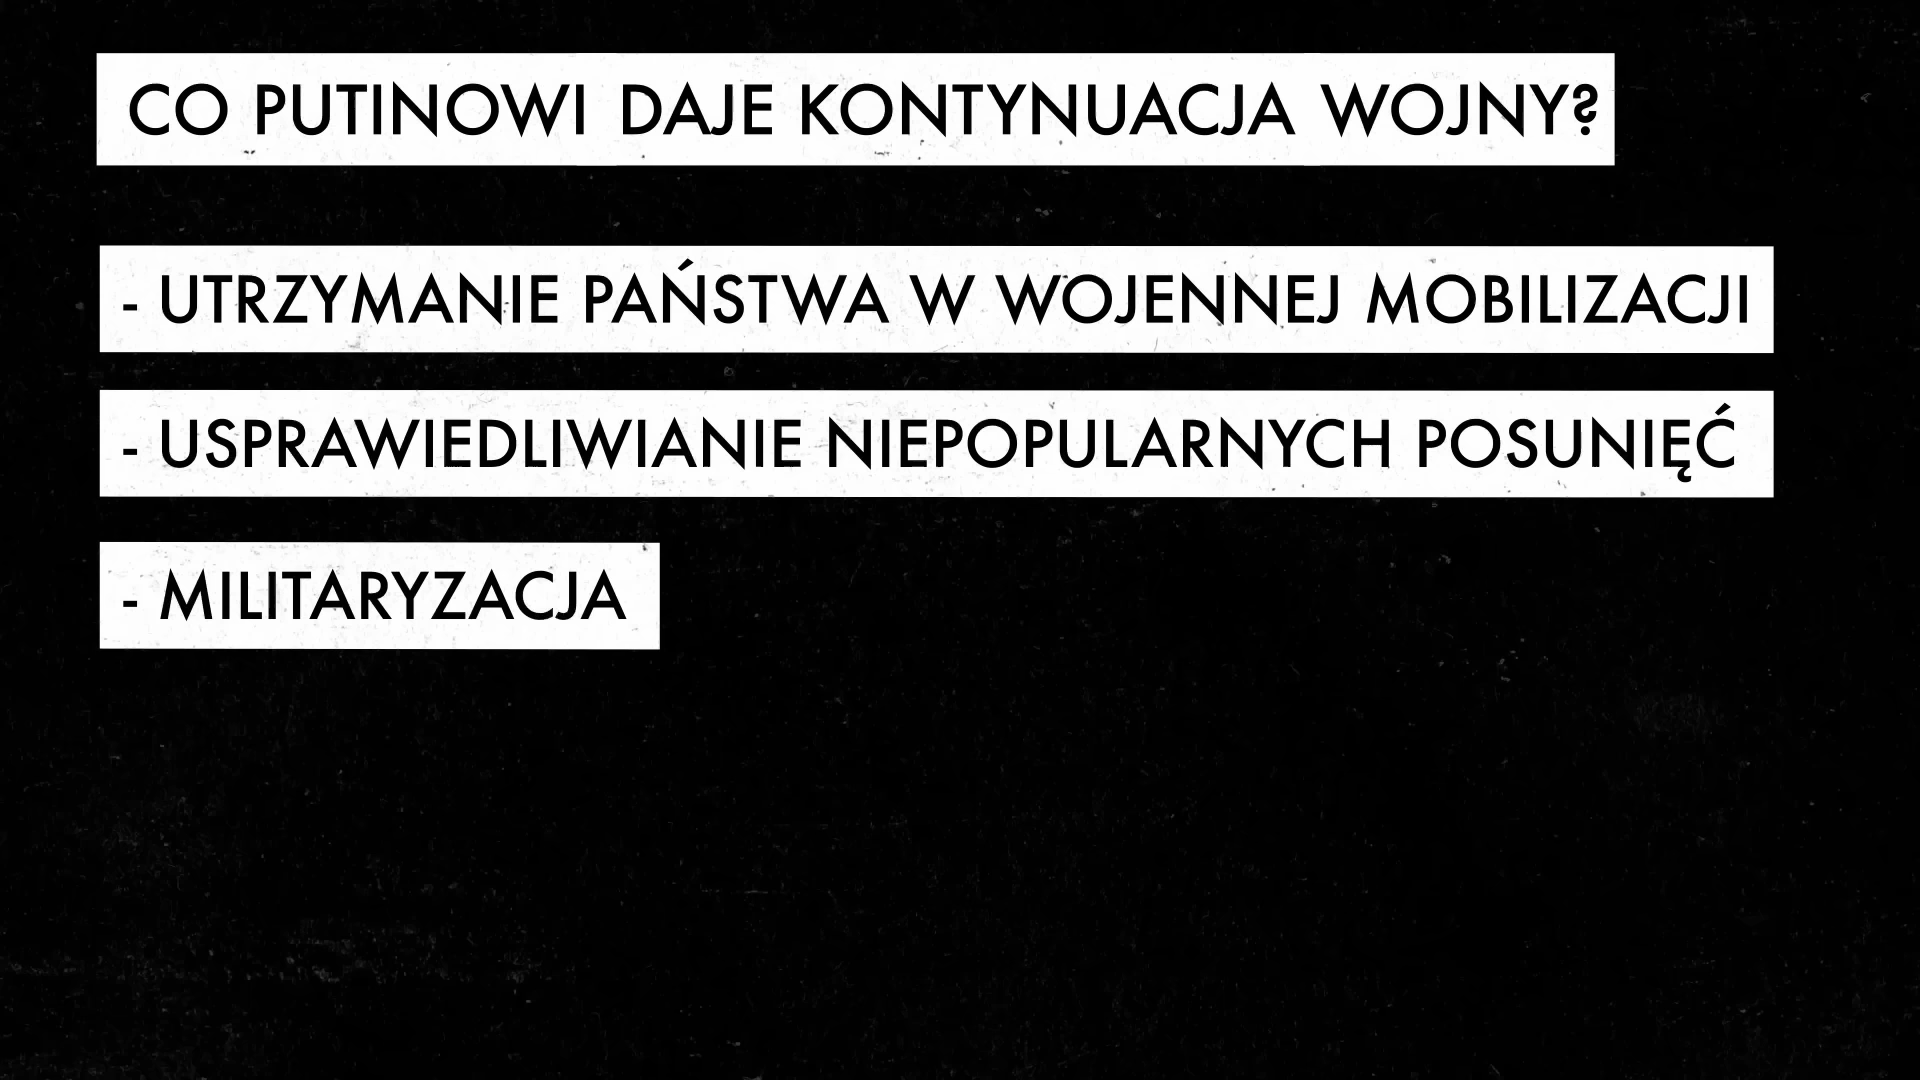 CO PUTINOWI DAJE KONTYNUACJA WOJNY?
- UTRZYMANIE PAŃSTWA W WOJENNEJ MOBILIZACJI
- USPRAWIEDLIWIANIE NIEPOPULARNYCH POSUNIĘĆ
- MILITARYZACJA